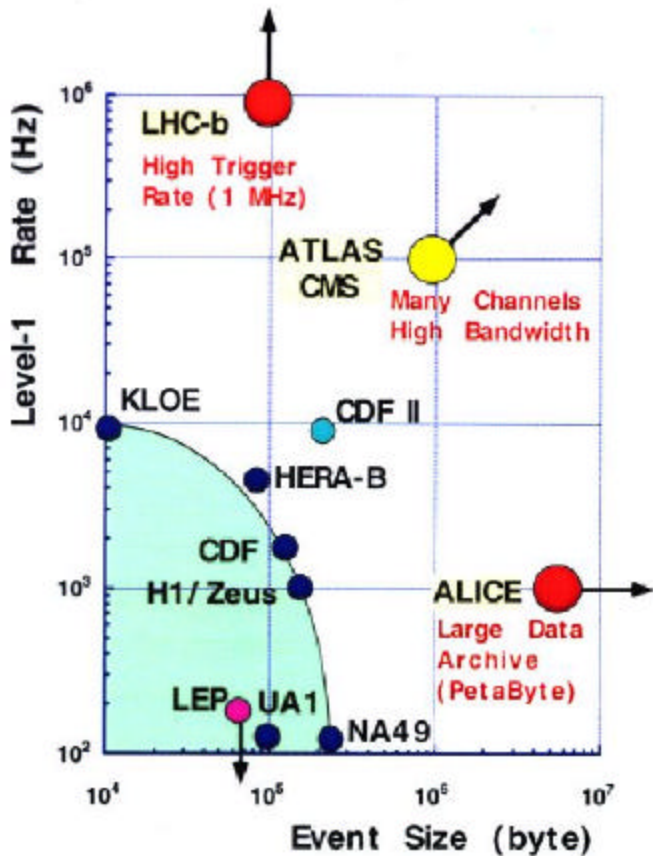 10⁶
LHC-b
High Trigger
Rate (1 MHz)
ATLAS
CMS
Many Channels
High Bandwidth
10⁵
Level-1 Rate (Hz)
KLOE
10⁴
CDF II
HERA-B
CDF
H1/Zeus
10³
ALICE
Large Data
Archive
(PetaByte)
LEP
UA1
NA49
10²
10⁴ 10⁵ 10⁶ 10⁷
Event Size (byte)